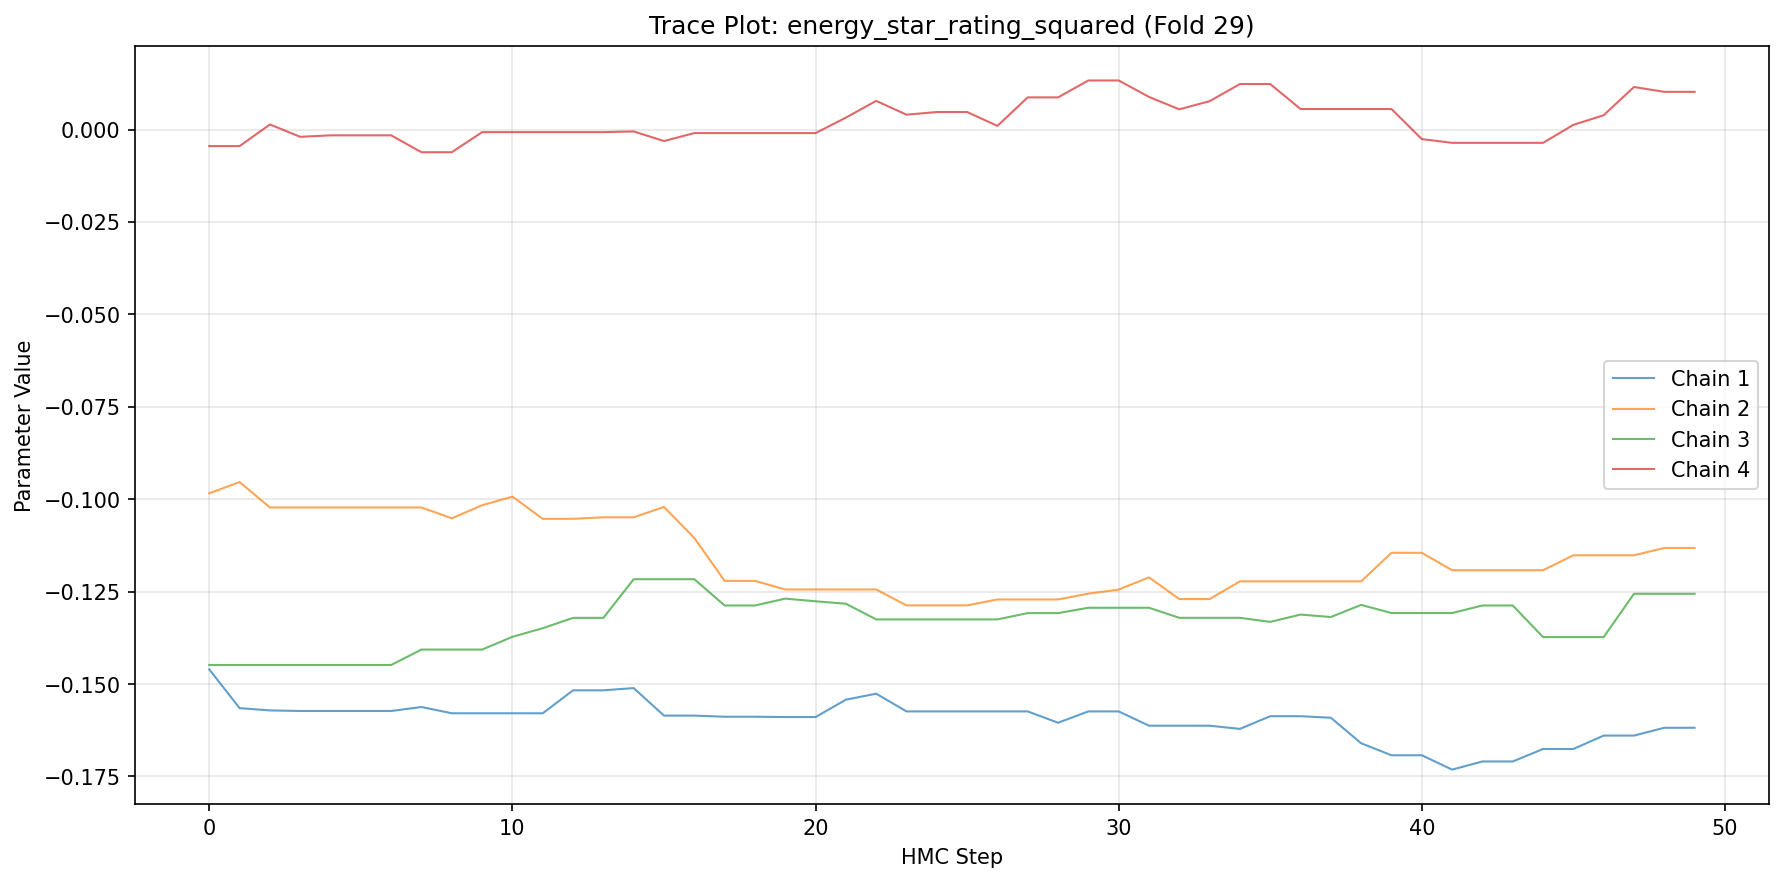 Trace Plot: energy_star_rating_squared (Fold 29)
Parameter Value
0.000
−0.025
−0.050
−0.075
−0.100
−0.125
−0.150
−0.175
Chain 1
Chain 2
Chain 3
Chain 4
0 10 20 30 40 50
HMC Step